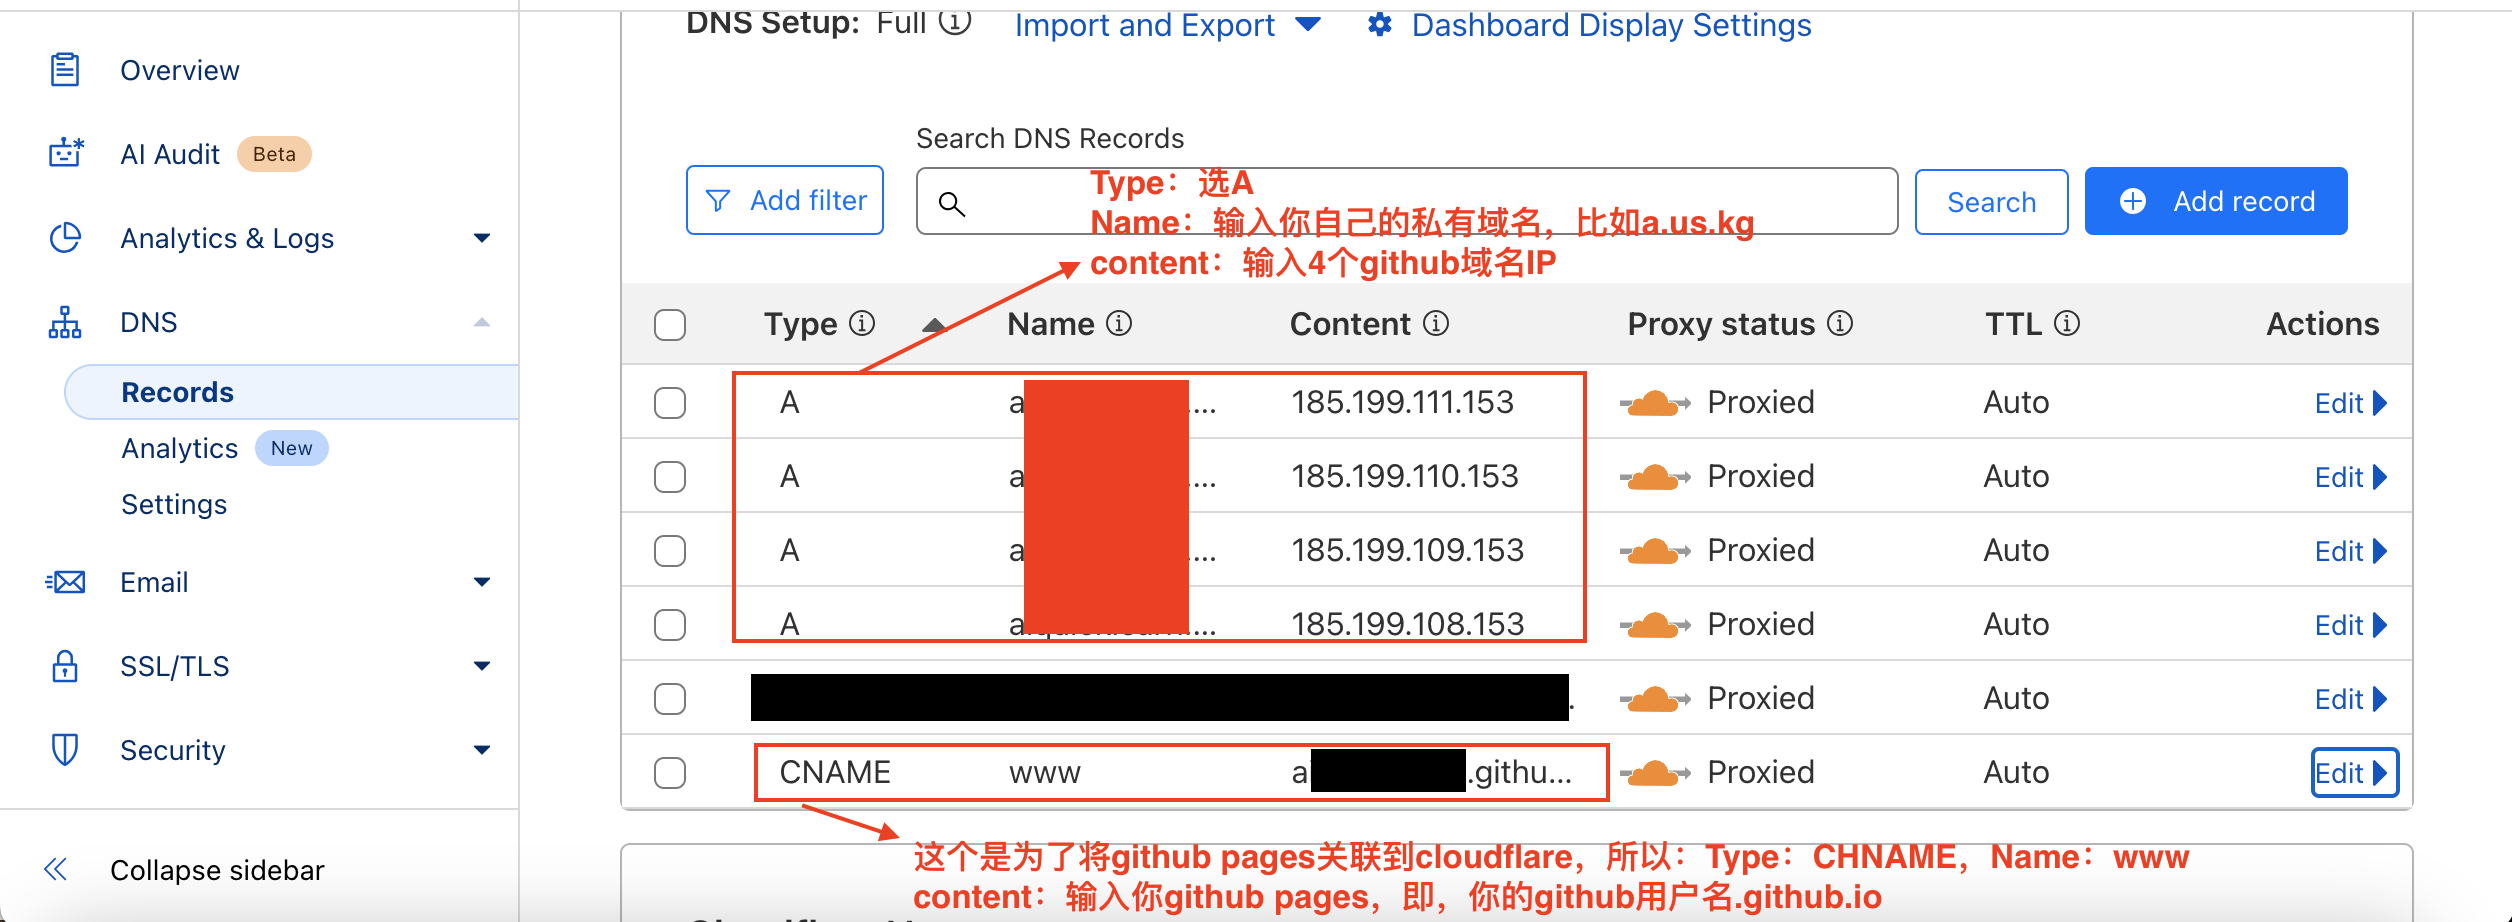 DNS Setup: Full Import and Export Dashboard Display Settings
Overview
AI Audit Beta
Analytics & Logs
DNS
Records
Analytics New
Settings
Email
SSL/TLS
Security
Collapse sidebar
Search DNS Records
Add filter
Search
Add record
Type：选A
Name：输入你自己的私有域名，比如a.us.kg
content：输入4个github域名IP
Type Name Content Proxy status TTL Actions
A a ... 185.199.111.153 Proxied Auto Edit
A a ... 185.199.110.153 Proxied Auto Edit
A a ... 185.199.109.153 Proxied Auto Edit
A ... 185.199.108.153 Proxied Auto Edit
. Proxied Auto Edit
CNAME www a .githu... Proxied Auto Edit
这个是为了将github pages关联到cloudflare，所以：Type：CHNAME，Name：www
content：输入你github pages，即，你的github用户名.github.io